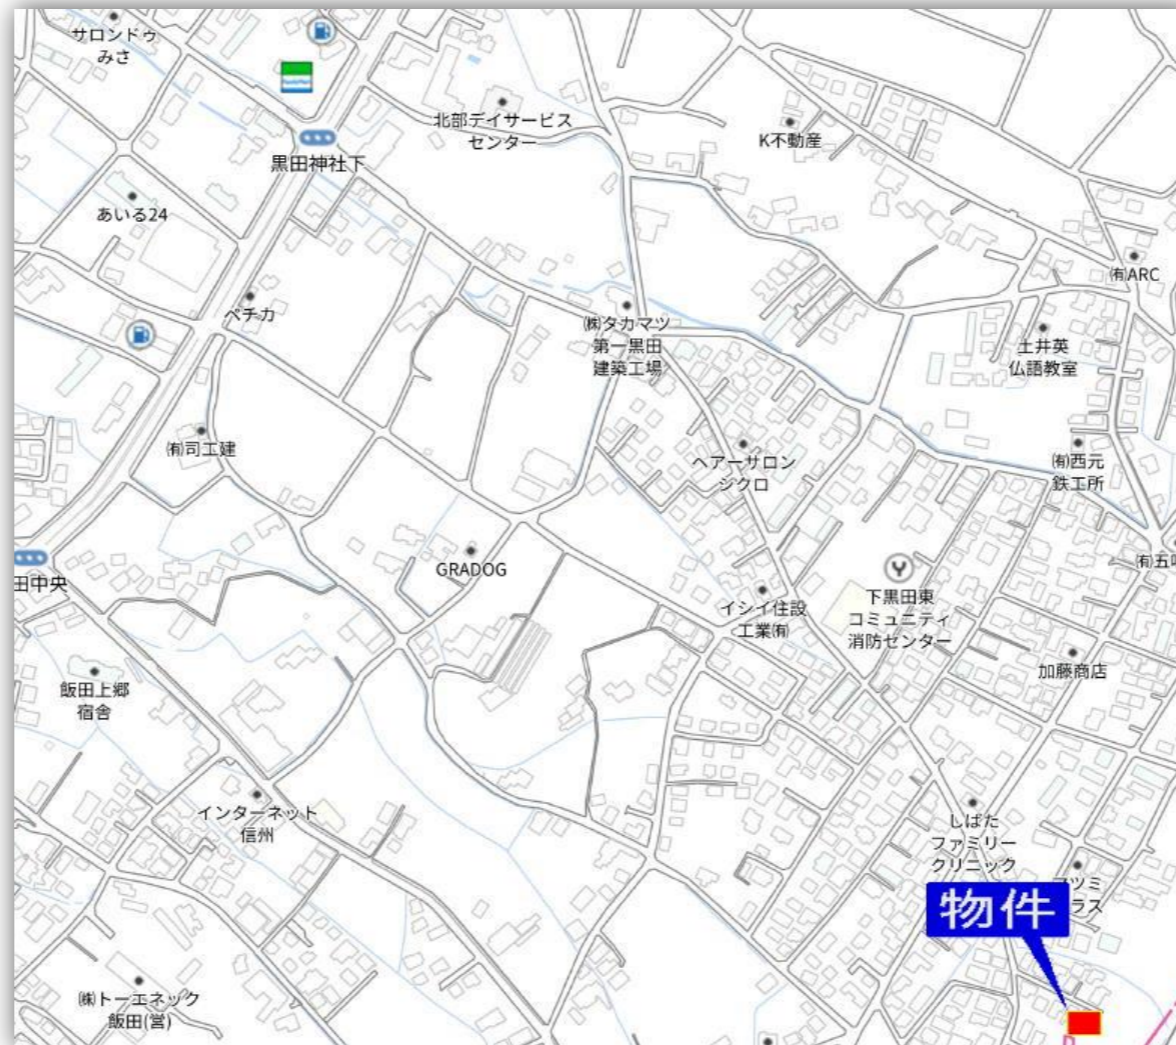 サロンドゥ
みさ
北部デイサービス
センター
K不動産
黒田神社下
あいる24
㈲ARC
ペチカ
㈱タカマツ
第一黒田
建築工場
土井英
仏語教室
㈲司工建
ヘアーサロン
シクロ
㈲西元
鉄工所
田中央
GRADOG
㈲五
イシイ住設
工業㈲
下黒田東
コミュニティ
消防センター
加藤商店
飯田上郷
宿舎
インターネット
信州
しばた
ファミリー
クリニック
マツミ
ラス
物件
㈱トーエネック
飯田(営)